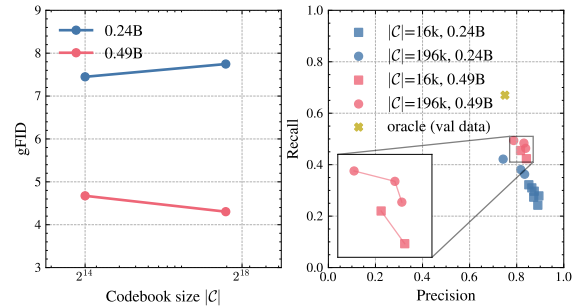 9
8
7
6
5
4
3
gFID
0.24B
0.49B
2^14
2^18
Codebook size |𝒞|
1.0
0.8
0.6
0.4
0.2
0.0
Recall
|𝒞|=16k, 0.24B
|𝒞|=196k, 0.24B
|𝒞|=16k, 0.49B
|𝒞|=196k, 0.49B
oracle (val data)
0.0 0.2 0.4 0.6 0.8 1.0
Precision